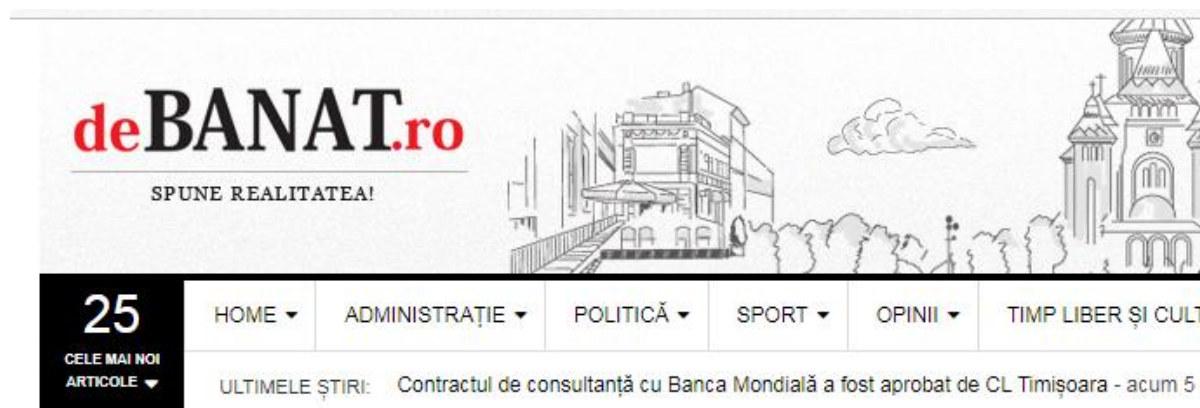 deBANAT.ro
SPUNE REALITATEA!
25
CELE MAI NOI
ARTICOLE
HOME ADMINISTRAȚIE POLITICĂ SPORT OPINII TIMP LIBER ȘI CULT
ULTIMELE ȘTIRI: Contractul de consultanță cu Banca Mondială a fost aprobat de CL Timișoara - acum 5